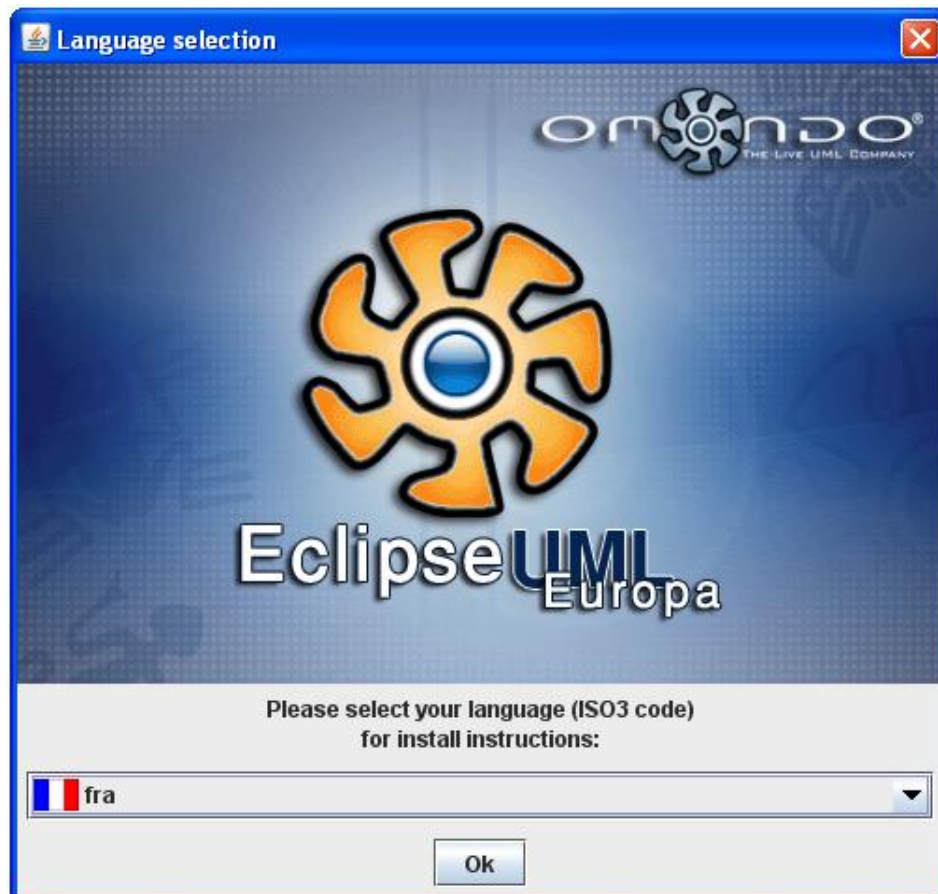 Language selection
OMONDO®
THE LIVE UML COMPANY
EclipseUML
Europa
Please select your language (ISO3 code)
for install instructions:
fra
Ok